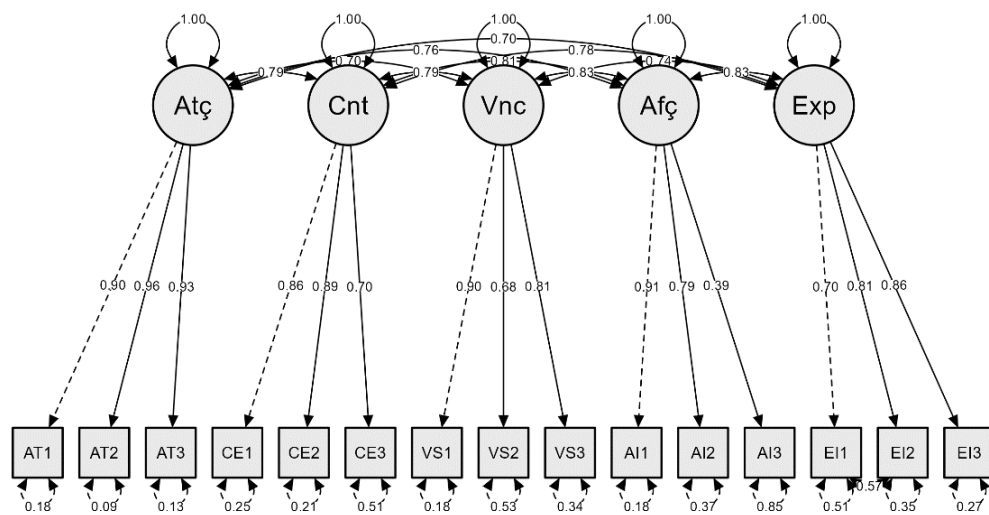 1.00 1.00 1.00 1.00 1.00
0.70
0.76 0.78
0.70 0.81 0.74
0.79 0.79 0.83 0.83
Atç Cnt Vnc Afç Exp
0.90 0.96 0.93 0.86 0.89 0.70 0.90 0.68 0.81 0.91 0.79 0.39 0.70 0.81 0.86
AT1 AT2 AT3 CE1 CE2 CE3 VS1 VS2 VS3 AI1 AI2 AI3 EI1 EI2 EI3
0.57
0.18 0.09 0.13 0.25 0.21 0.51 0.18 0.53 0.34 0.18 0.37 0.85 0.51 0.35 0.27